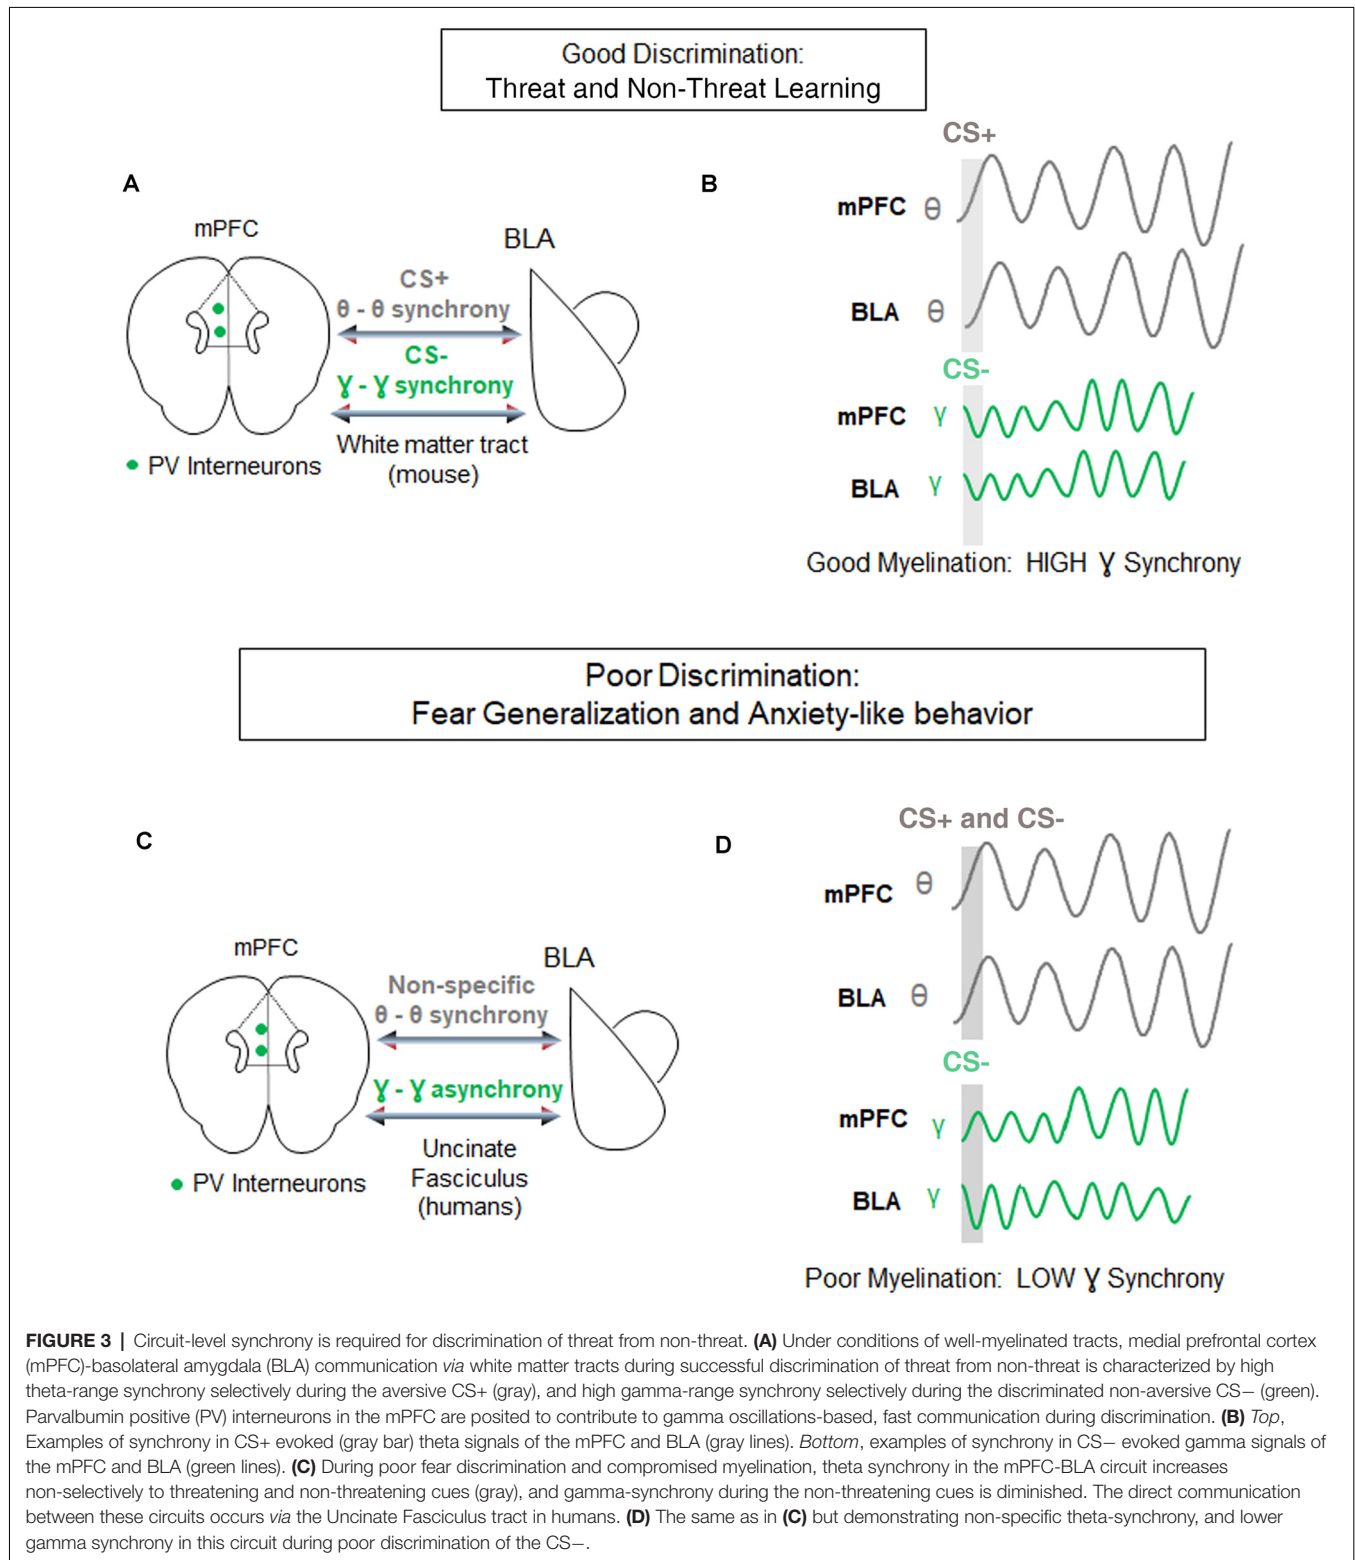 Good Discrimination:
Threat and Non-Threat Learning
A
mPFC
BLA
CS+
θ - θ synchrony
CS-
Ɣ - Ɣ synchrony
White matter tract
(mouse)
PV Interneurons
B
CS+
mPFC θ
BLA θ
CS-
mPFC γ
BLA γ
Good Myelination: HIGH Ɣ Synchrony
Poor Discrimination:
Fear Generalization and Anxiety-like behavior
C
mPFC
BLA
Non-specific
θ - θ synchrony
Ɣ - Ɣ asynchrony
Uncinate
Fasciculus
(humans)
PV Interneurons
D
CS+ and CS-
mPFC θ
BLA θ
CS-
mPFC γ
BLA γ
Poor Myelination: LOW Ɣ Synchrony
FIGURE 3 | Circuit-level synchrony is required for discrimination of threat from non-threat. (A) Under conditions of well-myelinated tracts, medial prefrontal cortex
(mPFC)-basolateral amygdala (BLA) communication via white matter tracts during successful discrimination of threat from non-threat is characterized by high
theta-range synchrony selectively during the aversive CS+ (gray), and high gamma-range synchrony selectively during the discriminated non-aversive CS− (green).
Parvalbumin positive (PV) interneurons in the mPFC are posited to contribute to gamma oscillations-based, fast communication during discrimination. (B) Top,
Examples of synchrony in CS+ evoked (gray bar) theta signals of the mPFC and BLA (gray lines). Bottom, examples of synchrony in CS− evoked gamma signals of
the mPFC and BLA (green lines). (C) During poor fear discrimination and compromised myelination, theta synchrony in the mPFC-BLA circuit increases
non-selectively to threatening and non-threatening cues (gray), and gamma-synchrony during the non-threatening cues is diminished. The direct communication
between these circuits occurs via the Uncinate Fasciculus tract in humans. (D) The same as in (C) but demonstrating non-specific theta-synchrony, and lower
gamma synchrony in this circuit during poor discrimination of the CS−.